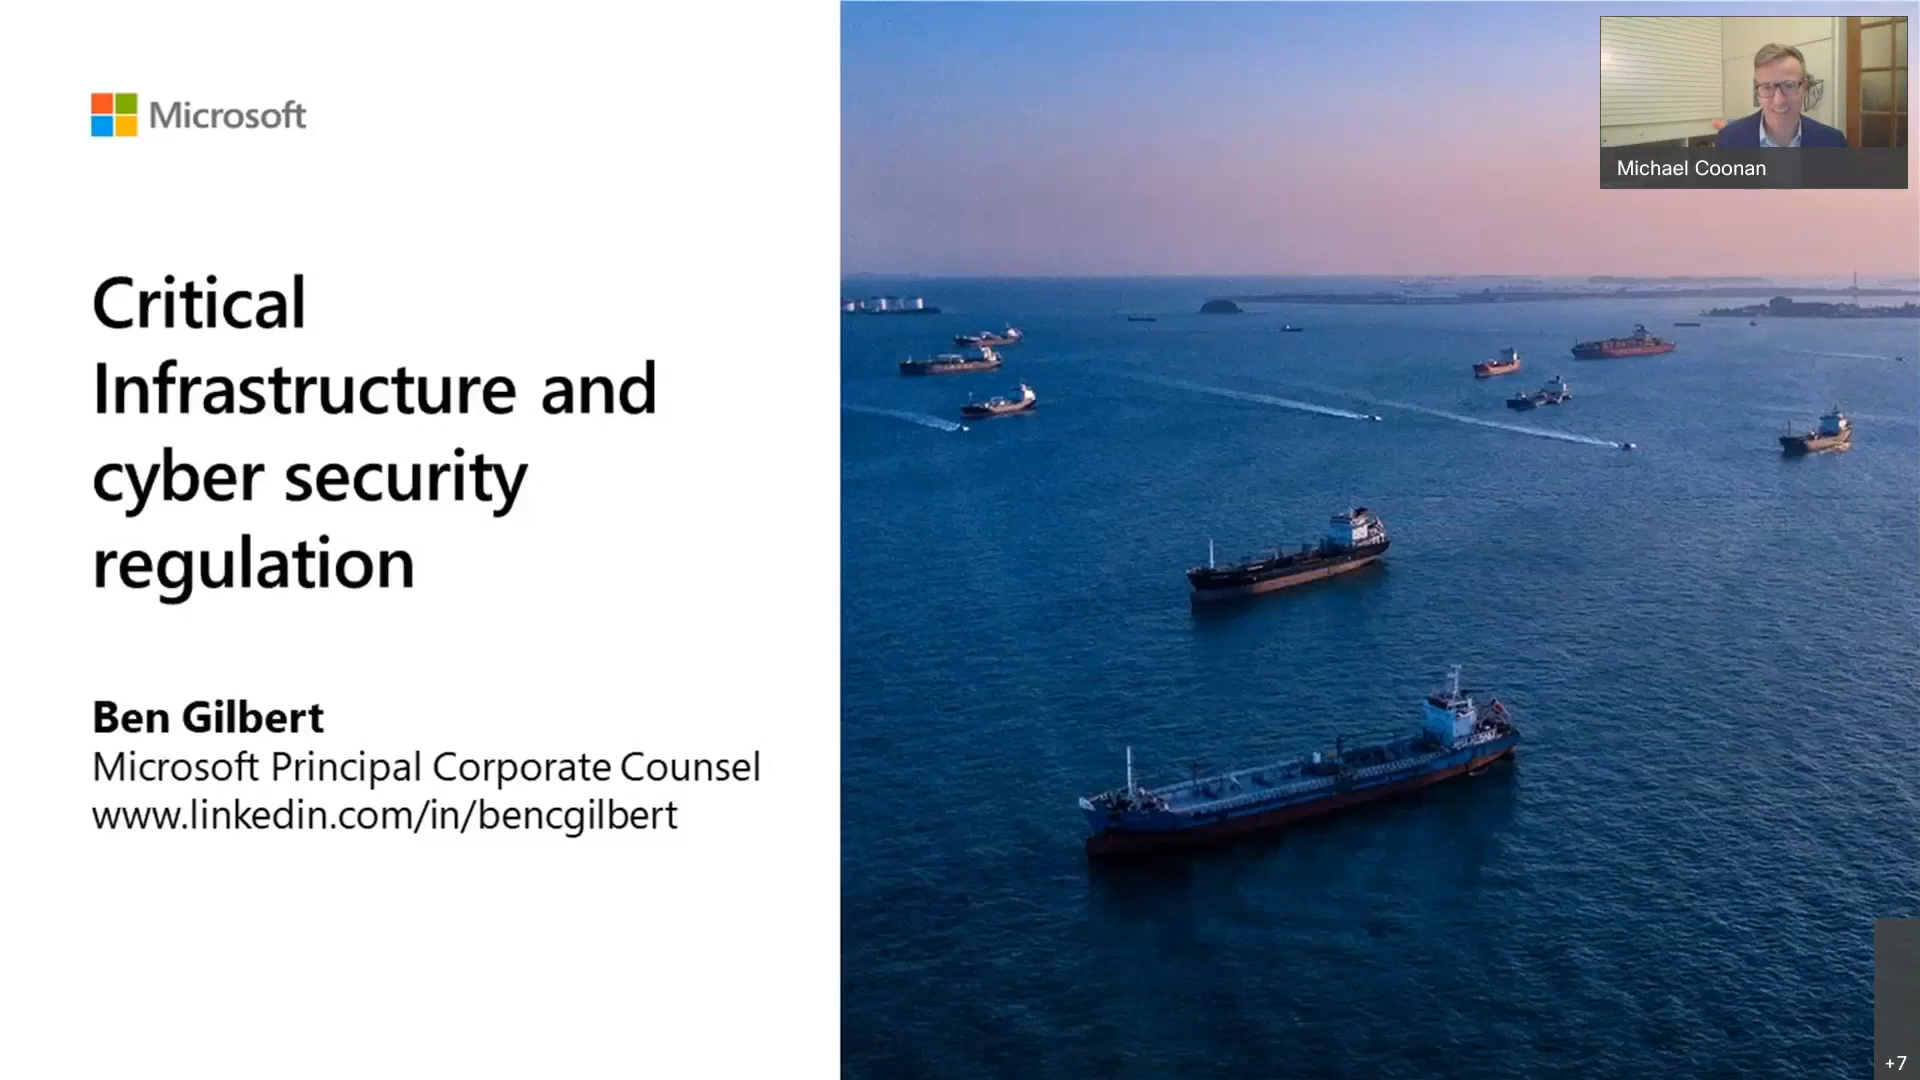 Microsoft
Critical
Infrastructure and
cyber security
regulation
Ben Gilbert
Microsoft Principal Corporate Counsel
www.linkedin.com/in/bencgilbert
Michael Coonan
+7